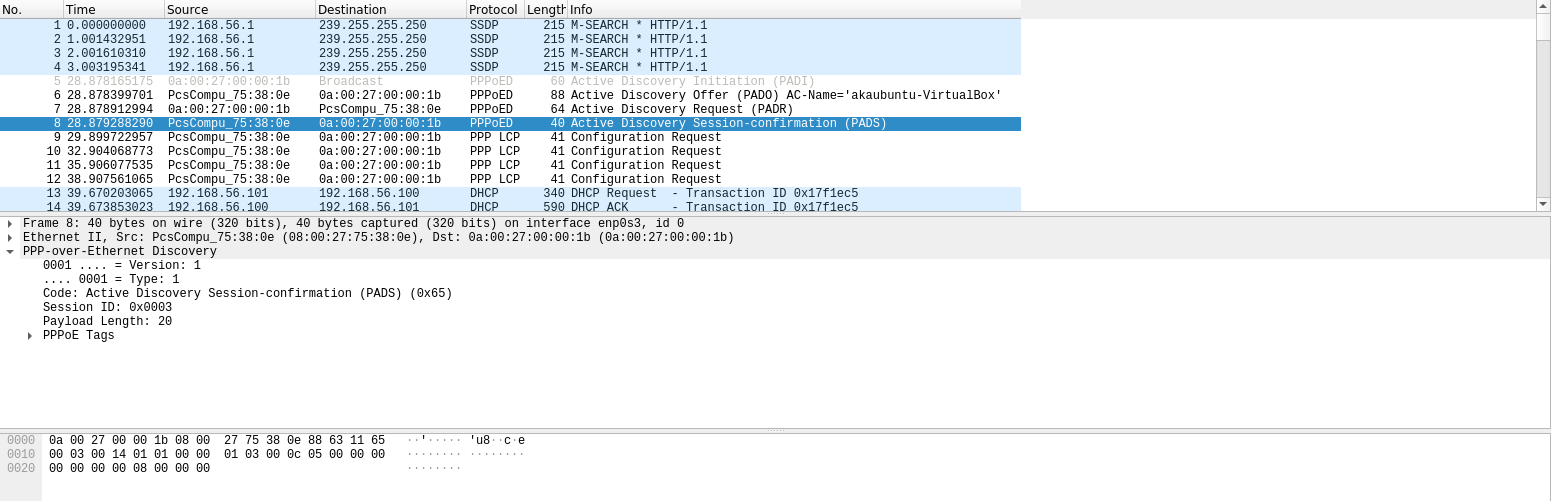 No. Time Source Destination Protocol Length Info
1 0.000000000 192.168.56.1 239.255.255.250 SSDP 215 M-SEARCH * HTTP/1.1
2 1.001432951 192.168.56.1 239.255.255.250 SSDP 215 M-SEARCH * HTTP/1.1
3 2.001610310 192.168.56.1 239.255.255.250 SSDP 215 M-SEARCH * HTTP/1.1
4 3.003195341 192.168.56.1 239.255.255.250 SSDP 215 M-SEARCH * HTTP/1.1
5 28.878165175 0a:00:27:00:00:1b Broadcast PPPoED 60 Active Discovery Initiation (PADI)
6 28.878399701 PcsCompu_75:38:0e 0a:00:27:00:00:1b PPPoED 88 Active Discovery Offer (PADO) AC-Name='akaubuntu-VirtualBox'
7 28.878912994 0a:00:27:00:00:1b PcsCompu_75:38:0e PPPoED 64 Active Discovery Request (PADR)
8 28.879288290 PcsCompu_75:38:0e 0a:00:27:00:00:1b PPPoED 40 Active Discovery Session-confirmation (PADS)
9 29.899722957 PcsCompu_75:38:0e 0a:00:27:00:00:1b PPP LCP 41 Configuration Request
10 32.904068773 PcsCompu_75:38:0e 0a:00:27:00:00:1b PPP LCP 41 Configuration Request
11 35.906077535 PcsCompu_75:38:0e 0a:00:27:00:00:1b PPP LCP 41 Configuration Request
12 38.907561065 PcsCompu_75:38:0e 0a:00:27:00:00:1b PPP LCP 41 Configuration Request
13 39.670203065 192.168.56.101 192.168.56.100 DHCP 340 DHCP Request - Transaction ID 0x17f1ec5
14 39.673853023 192.168.56.100 192.168.56.101 DHCP 590 DHCP ACK - Transaction ID 0x17f1ec5
Frame 8: 40 bytes on wire (320 bits), 40 bytes captured (320 bits) on interface enp0s3, id 0
Ethernet II, Src: PcsCompu_75:38:0e (08:00:27:75:38:0e), Dst: 0a:00:27:00:00:1b (0a:00:27:00:00:1b)
PPP-over-Ethernet Discovery
0001 .... = Version: 1
.... 0001 = Type: 1
Code: Active Discovery Session-confirmation (PADS) (0x65)
Session ID: 0x0003
Payload Length: 20
PPPoE Tags
0000 0a 00 27 00 00 1b 08 00 27 75 38 0e 88 63 11 65 ··'····· 'u8··c·e
0010 00 03 00 14 01 01 00 00 01 03 00 0c 05 00 00 00 ········ ········
0020 00 00 00 00 08 00 00 00 ········